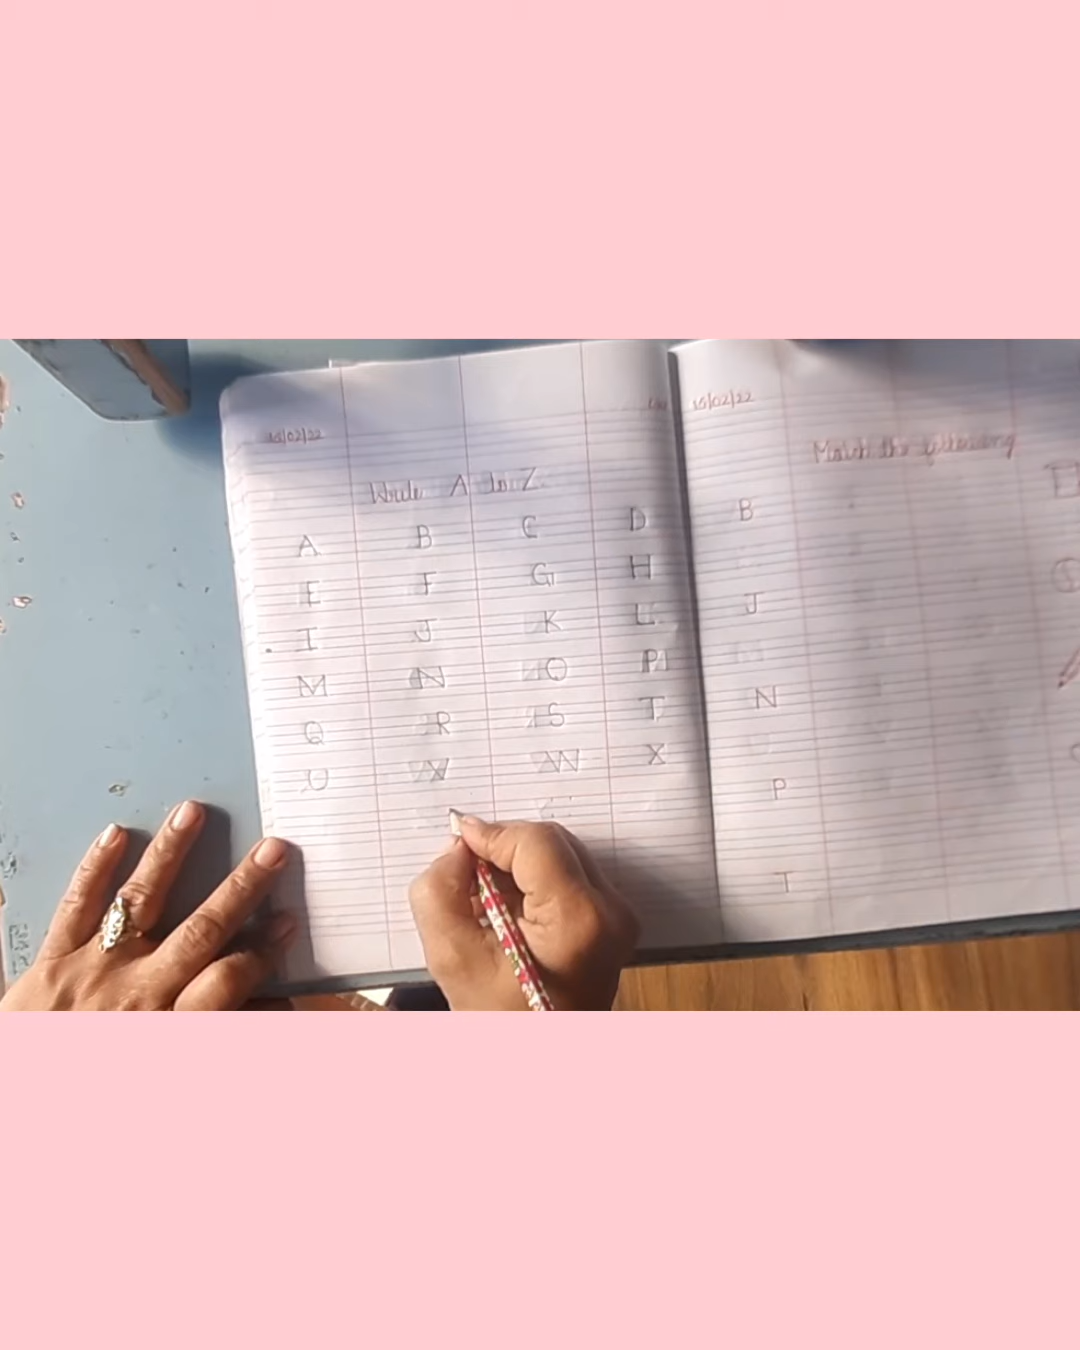 16/02/22
Write A to Z
A B C D
E F G H
I J K L
M N O P
Q R S T
U V W X
16/02/22
Match the following
B
J
N
P
T